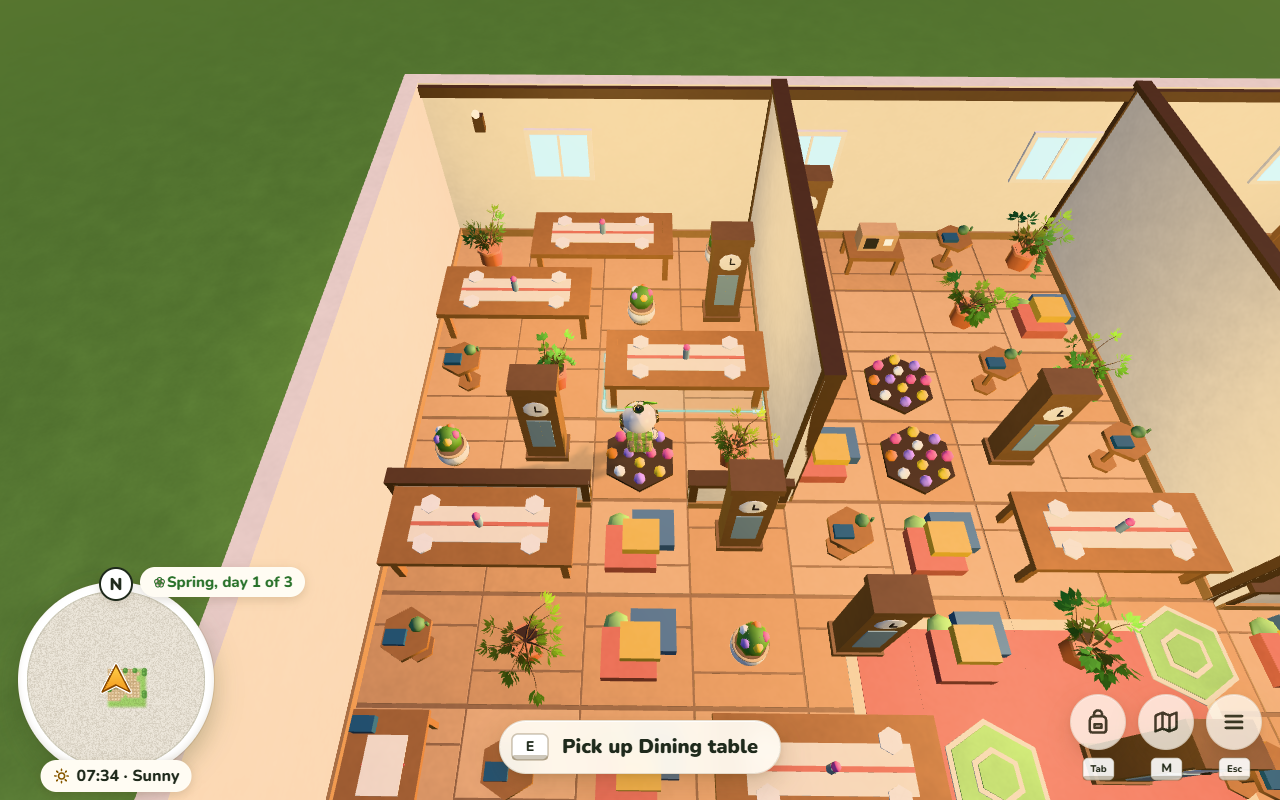 N
Spring, day 1 of 3
07:34 · Sunny
E
Pick up Dining table
Tab
M
Esc